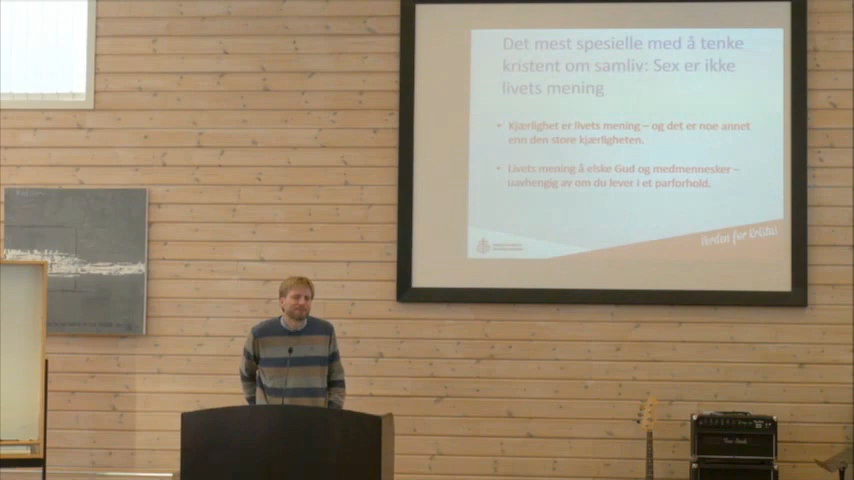 Det mest spesielle med å tenke
kristent om samliv: Sex er ikke
livets mening
• Kjærlighet er livets mening – og det er noe annet
enn den store kjærligheten.
• Livets mening å elske Gud og medmennesker –
uavhengig av om du lever i et parforhold.
Verden for Kristus